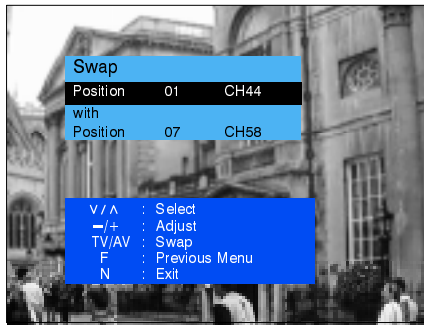 Swap
Position 01 CH44
with
Position 07 CH58
V / Λ : Select
–/+ : Adjust
TV/AV : Swap
F : Previous Menu
N : Exit